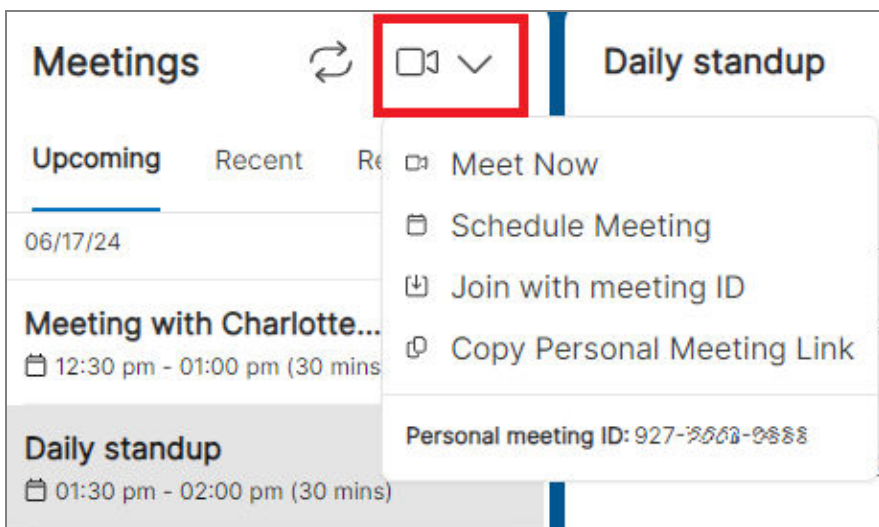 Meetings
Daily standup
Upcoming Recent Re
Meet Now
Schedule Meeting
Join with meeting ID
Copy Personal Meeting Link
Personal meeting ID: 927-
06/17/24
Meeting with Charlotte...
12:30 pm - 01:00 pm (30 mins
Daily standup
01:30 pm - 02:00 pm (30 mins)